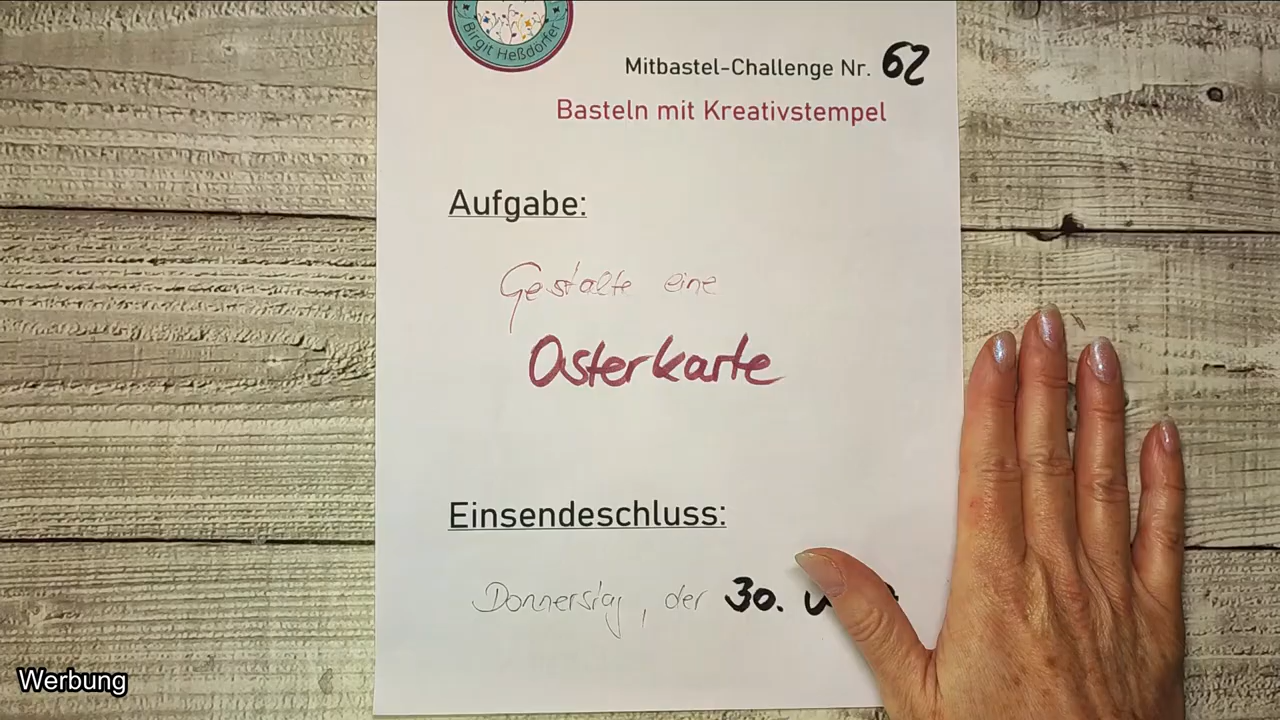 Birgit Heßdörfer
Mitbastel-Challenge Nr. 62
Basteln mit Kreativstempel
Aufgabe:
Gestalte eine
Osterkarte
Einsendeschluss:
Donnerstag, der 30.
Werbung